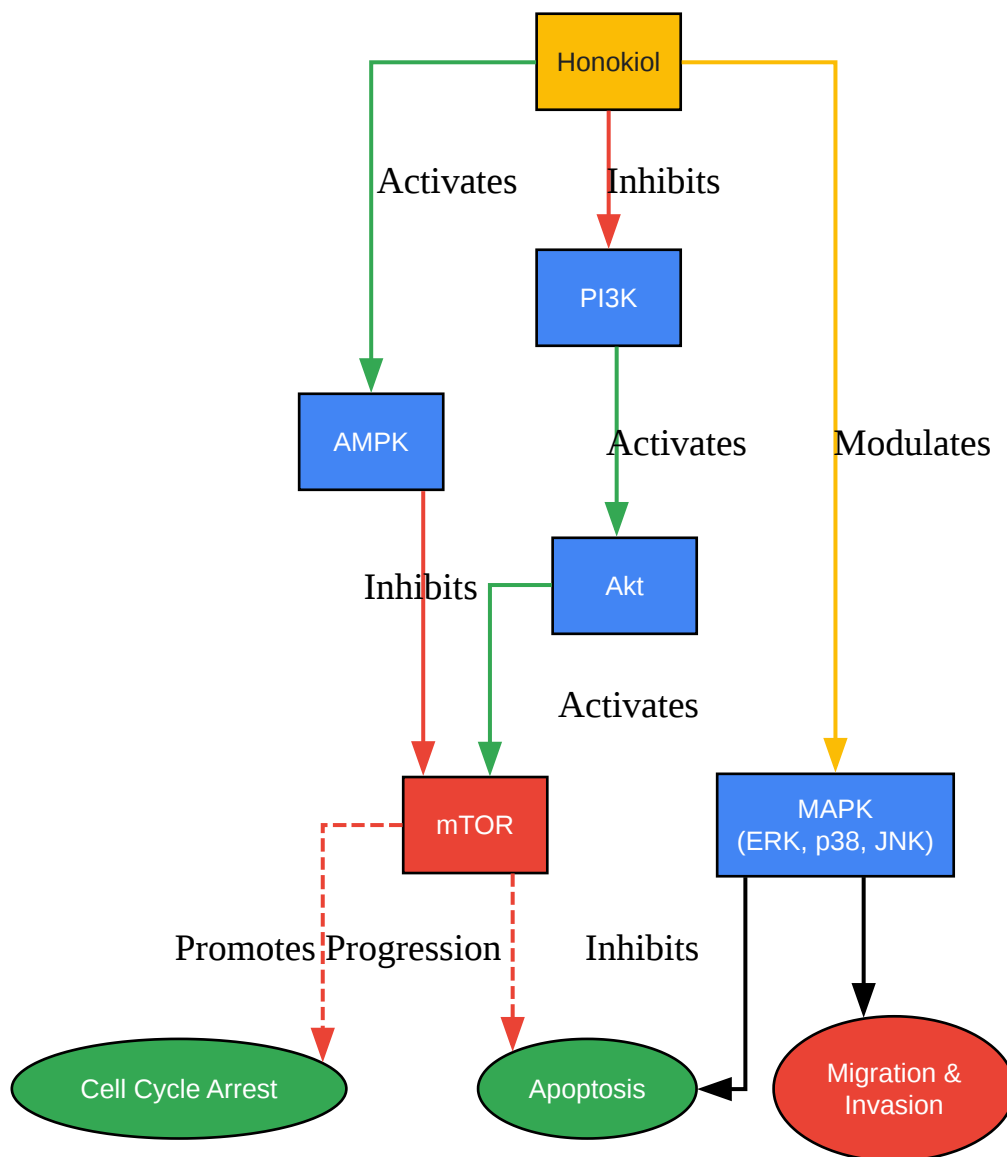 Honokiol
Activates
Inhibits
PI3K
AMPK
Activates
Modulates
Inhibits
Akt
Activates
mTOR
MAPK
(ERK, p38, JNK)
Promotes Progression
Inhibits
Cell Cycle Arrest
Apoptosis
Migration &
Invasion